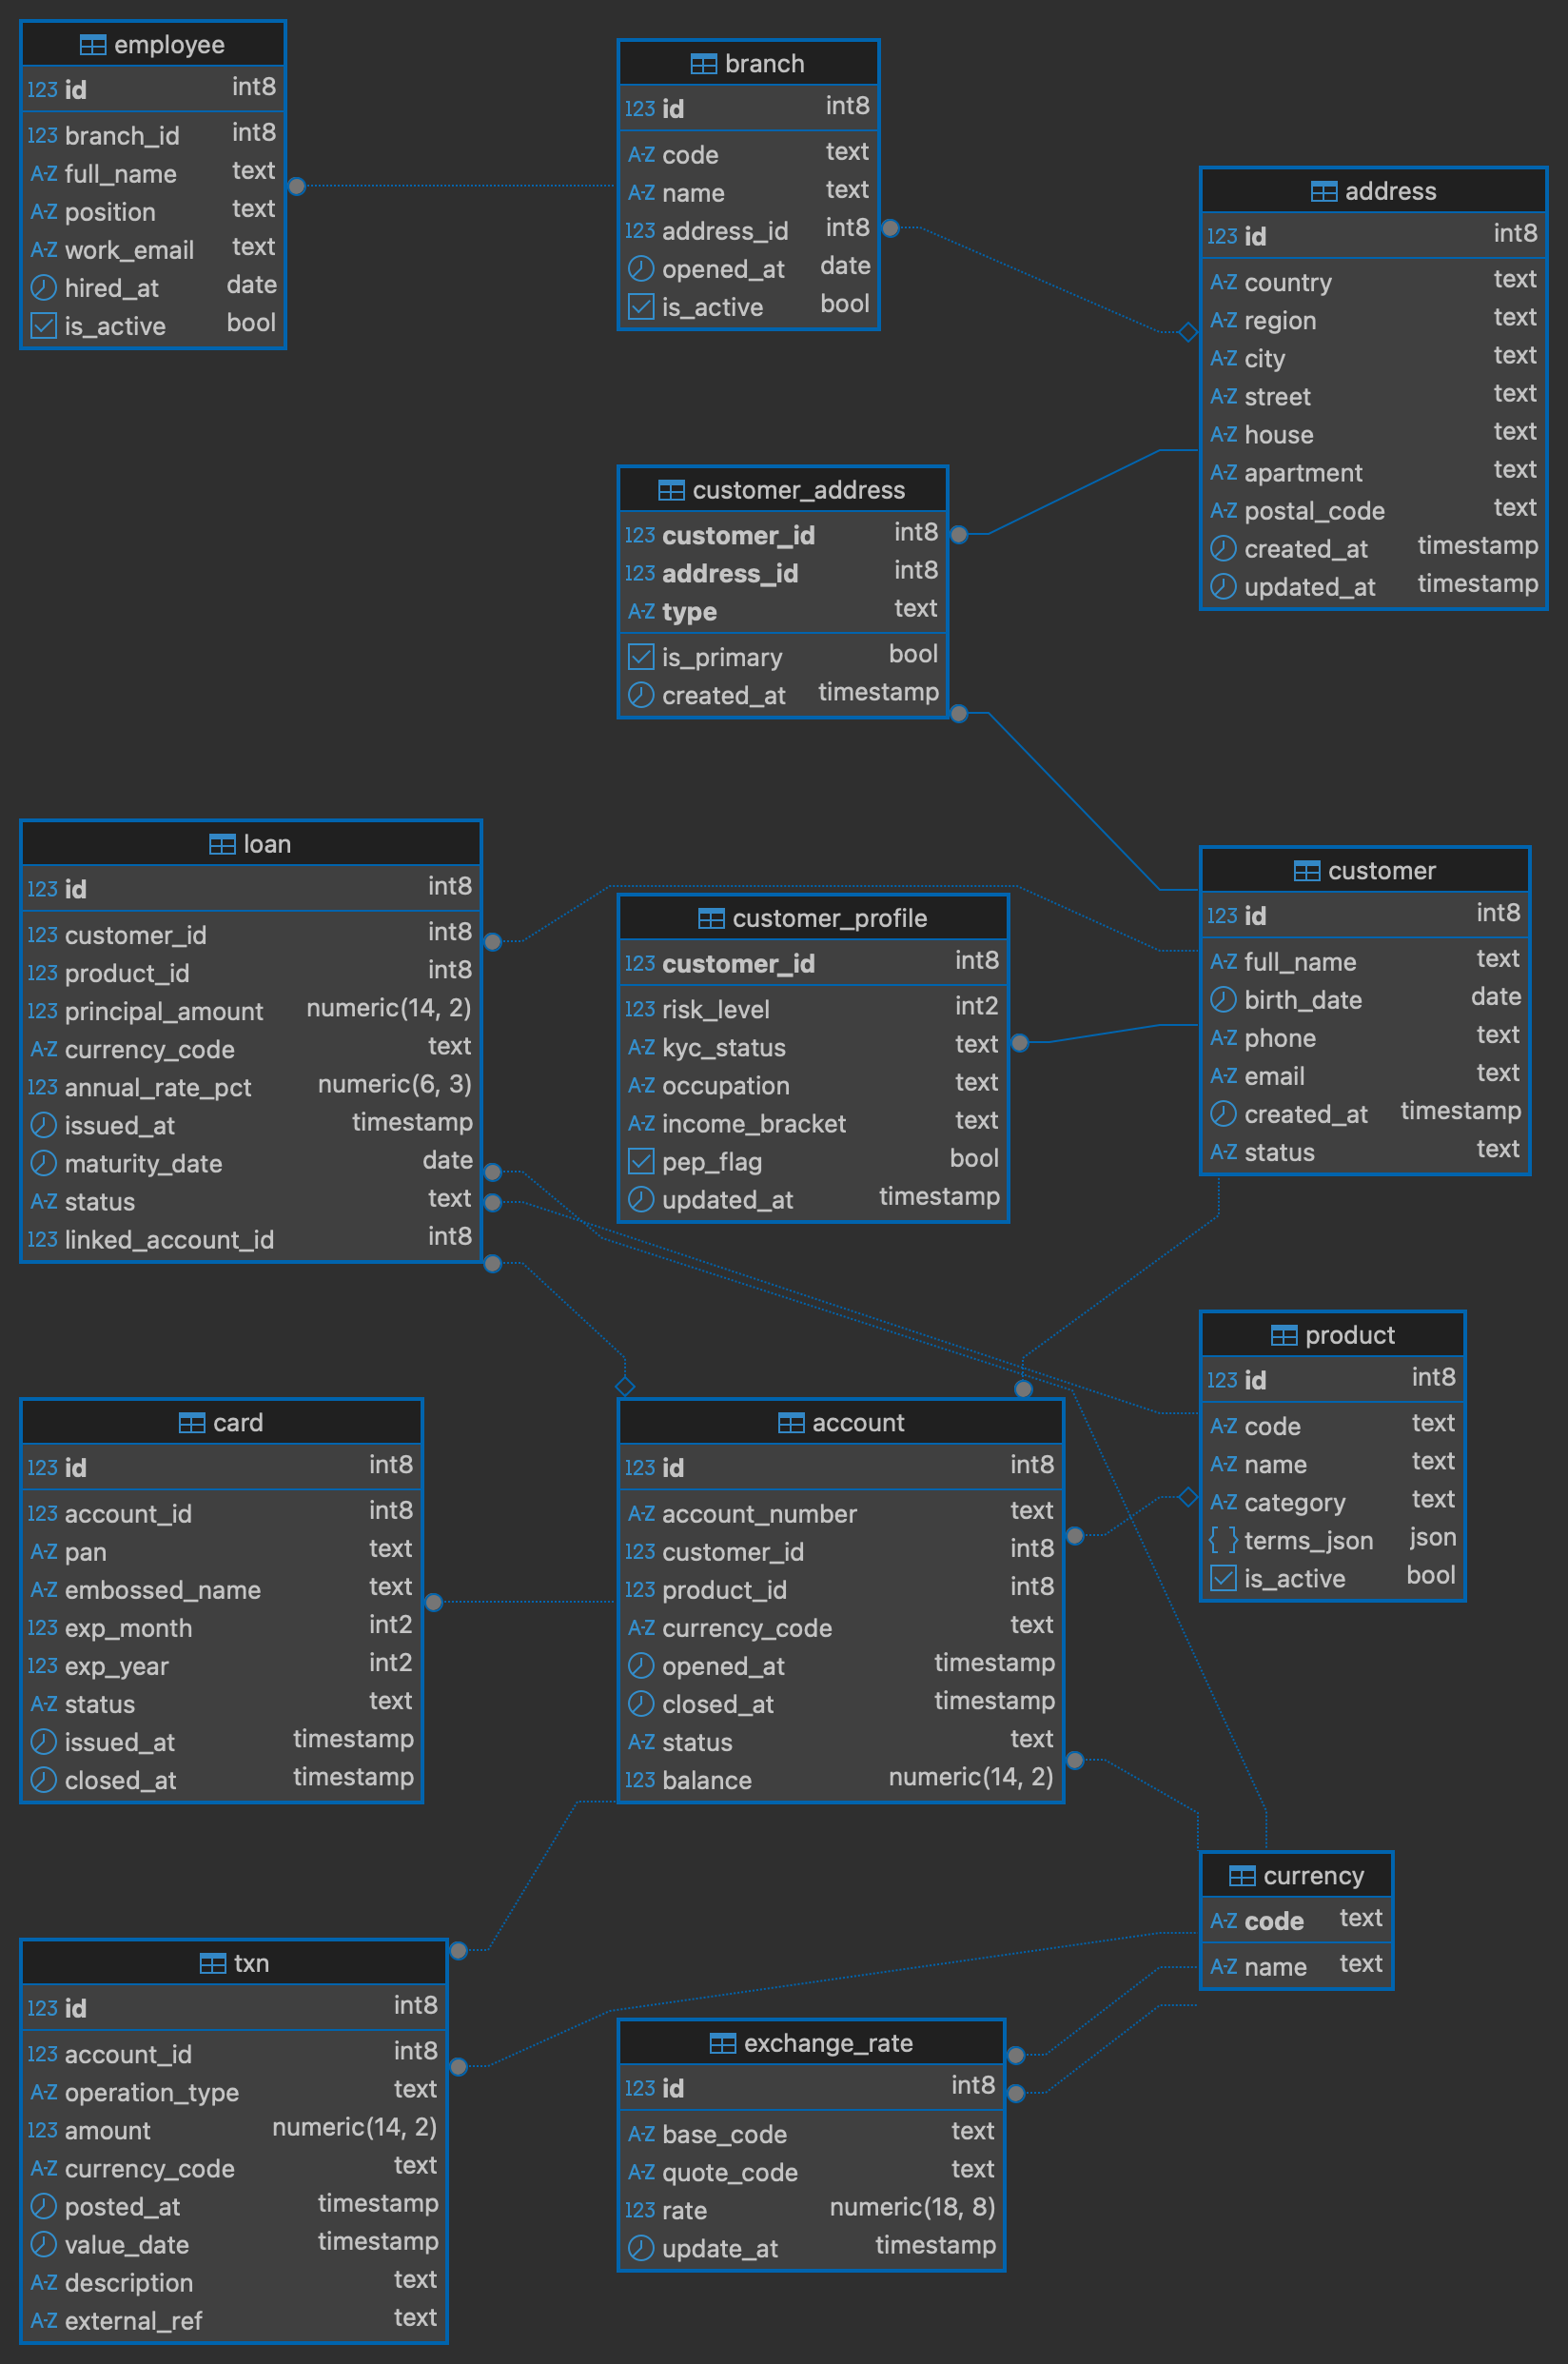 employee
123 id int8
123 branch_id int8
A-Z full_name text
A-Z position text
A-Z work_email text
hired_at date
is_active bool
branch
123 id int8
A-Z code text
A-Z name text
123 address_id int8
opened_at date
is_active bool
address
123 id int8
A-Z country text
A-Z region text
A-Z city text
A-Z street text
A-Z house text
A-Z apartment text
A-Z postal_code text
created_at timestamp
updated_at timestamp
customer_address
123 customer_id int8
123 address_id int8
A-Z type text
is_primary bool
created_at timestamp
loan
123 id int8
123 customer_id int8
123 product_id int8
123 principal_amount numeric(14, 2)
A-Z currency_code text
123 annual_rate_pct numeric(6, 3)
issued_at timestamp
maturity_date date
A-Z status text
123 linked_account_id int8
customer_profile
123 customer_id int8
123 risk_level int2
A-Z kyc_status text
A-Z occupation text
A-Z income_bracket text
pep_flag bool
updated_at timestamp
customer
123 id int8
A-Z full_name text
birth_date date
A-Z phone text
A-Z email text
created_at timestamp
A-Z status text
product
123 id int8
A-Z code text
A-Z name text
A-Z category text
{ } terms_json json
is_active bool
card
123 id int8
123 account_id int8
A-Z pan text
A-Z embossed_name text
123 exp_month int2
123 exp_year int2
A-Z status text
issued_at timestamp
closed_at timestamp
account
123 id int8
A-Z account_number text
123 customer_id int8
123 product_id int8
A-Z currency_code text
opened_at timestamp
closed_at timestamp
A-Z status text
123 balance numeric(14, 2)
currency
A-Z code text
A-Z name text
txn
123 id int8
123 account_id int8
A-Z operation_type text
123 amount numeric(14, 2)
A-Z currency_code text
posted_at timestamp
value_date timestamp
A-Z description text
A-Z external_ref text
exchange_rate
123 id int8
A-Z base_code text
A-Z quote_code text
123 rate numeric(18, 8)
update_at timestamp